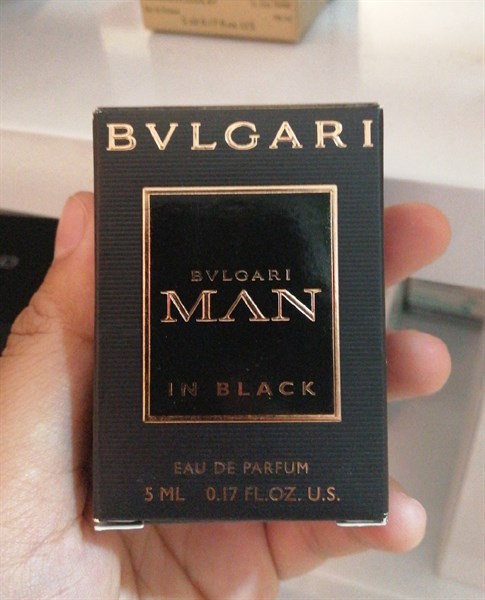 BVLGARI
BVLGARI
MAN
IN BLACK
EAU DE PARFUM
5 ML 0.17 FL.OZ. U.S.